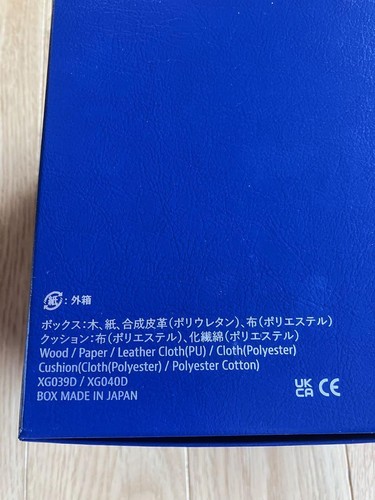 紙：外箱
ボックス：木、紙、合成皮革（ポリウレタン）、布（ポリエステル）
クッション：布（ポリエステル）、化繊綿（ポリエステル）
Wood / Paper / Leather Cloth(PU) / Cloth(Polyester)
Cushion(Cloth(Polyester) / Polyester Cotton)
XG039D / XG040D
BOX MADE IN JAPAN
UK CA CE